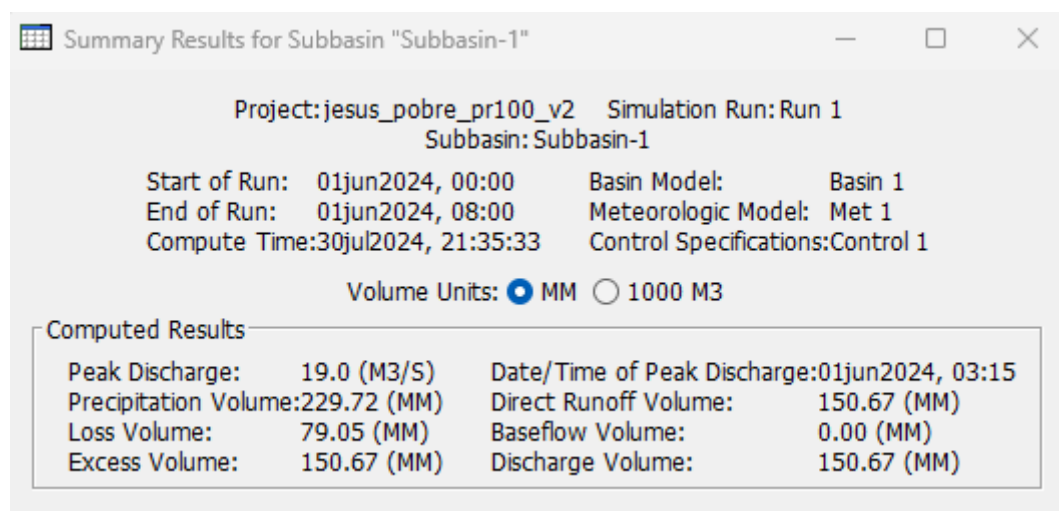 Summary Results for Subbasin "Subbasin-1"
Project: jesus_pobre_pr100_v2 Simulation Run: Run 1
Subbasin: Subbasin-1
Start of Run: 01jun2024, 00:00 Basin Model: Basin 1
End of Run: 01jun2024, 08:00 Meteorologic Model: Met 1
Compute Time:30jul2024, 21:35:33 Control Specifications:Control 1
Volume Units: MM 1000 M3
Computed Results
Peak Discharge: 19.0 (M3/S) Date/Time of Peak Discharge:01jun2024, 03:15
Precipitation Volume:229.72 (MM) Direct Runoff Volume: 150.67 (MM)
Loss Volume: 79.05 (MM) Baseflow Volume: 0.00 (MM)
Excess Volume: 150.67 (MM) Discharge Volume: 150.67 (MM)